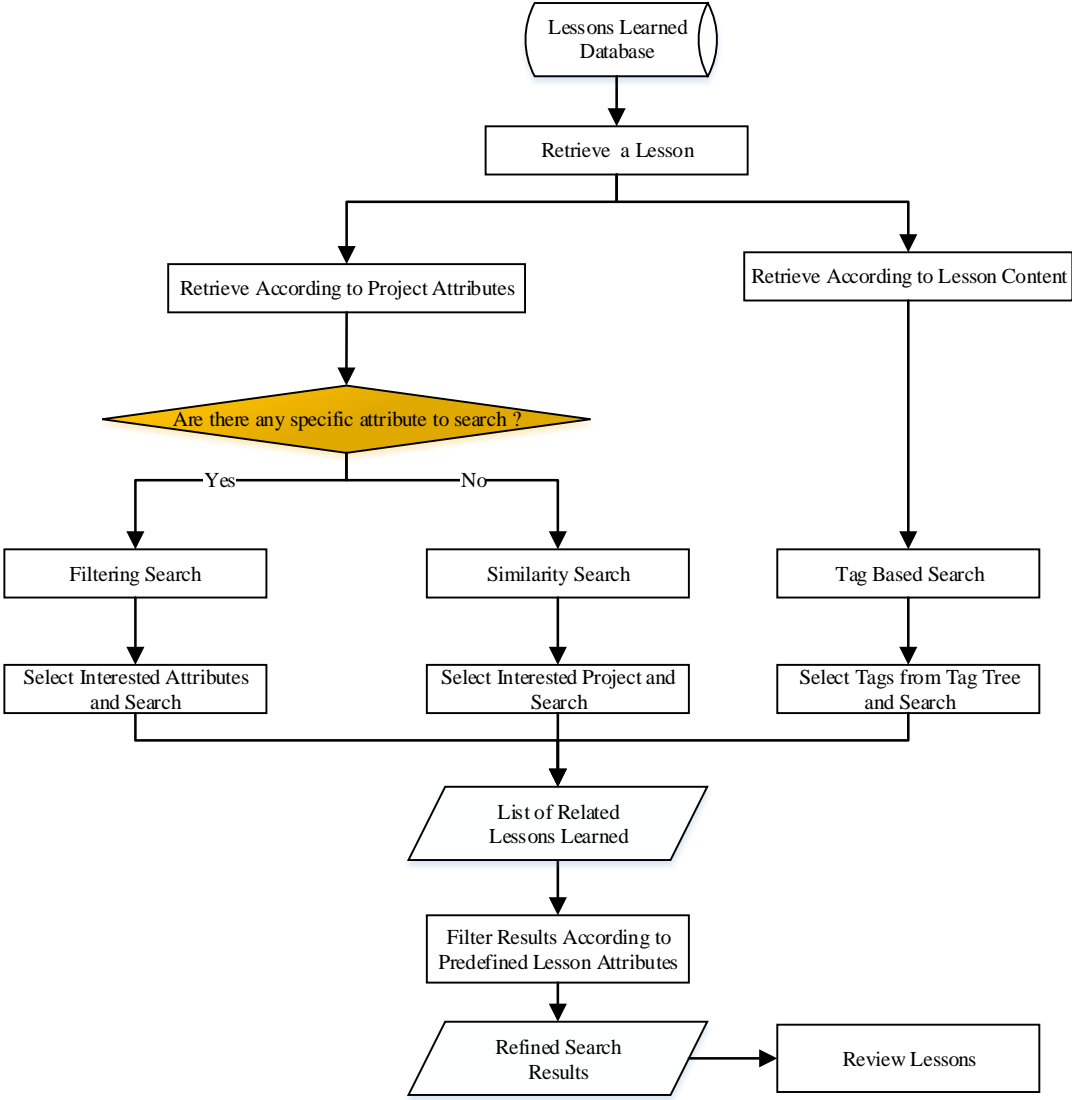 Lessons Learned
Database
Retrieve a Lesson
Retrieve According to Project Attributes
Retrieve According to Lesson Content
Are there any specific attribute to search ?
Yes
No
Filtering Search
Similarity Search
Tag Based Search
Select Interested Attributes
and Search
Select Interested Project and
Search
Select Tags from Tag Tree
and Search
List of Related
Lessons Learned
Filter Results According to
Predefined Lesson Attributes
Refined Search
Results
Review Lessons